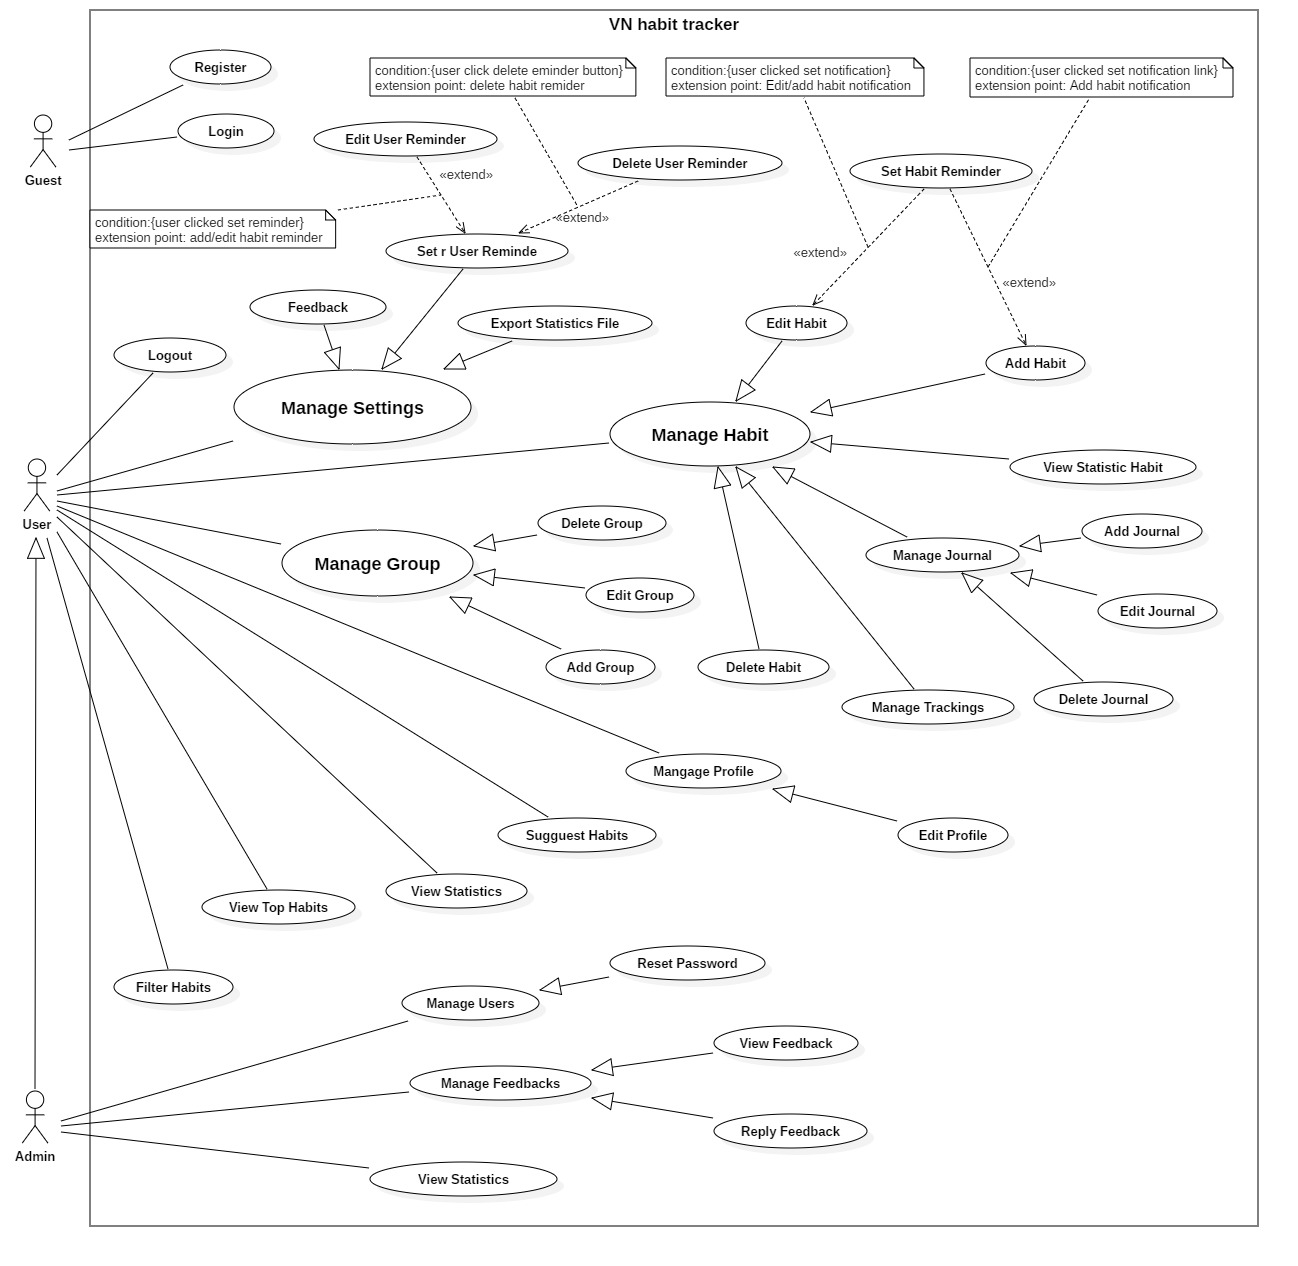 VN habit tracker
Register
condition:{user click delete eminder button}
extension point: delete habit remider
condition:{user clicked set notification}
extension point: Edit/add habit notification
condition:{user clicked set notification link}
extension point: Add habit notification
Login
Edit User Reminder
Delete User Reminder
Set Habit Reminder
Guest
«extend»
condition:{user clicked set reminder}
extension point: add/edit habit reminder
«extend»
Set r User Reminde
«extend»
«extend»
Feedback
Export Statistics File
Edit Habit
Logout
Add Habit
Manage Settings
Manage Habit
View Statistic Habit
User
Delete Group
Add Journal
Manage Journal
Manage Group
Edit Group
Edit Journal
Add Group
Delete Habit
Manage Trackings
Delete Journal
Mangage Profile
Sugguest Habits
Edit Profile
View Statistics
View Top Habits
Filter Habits
Reset Password
Manage Users
View Feedback
Manage Feedbacks
Reply Feedback
Admin
View Statistics